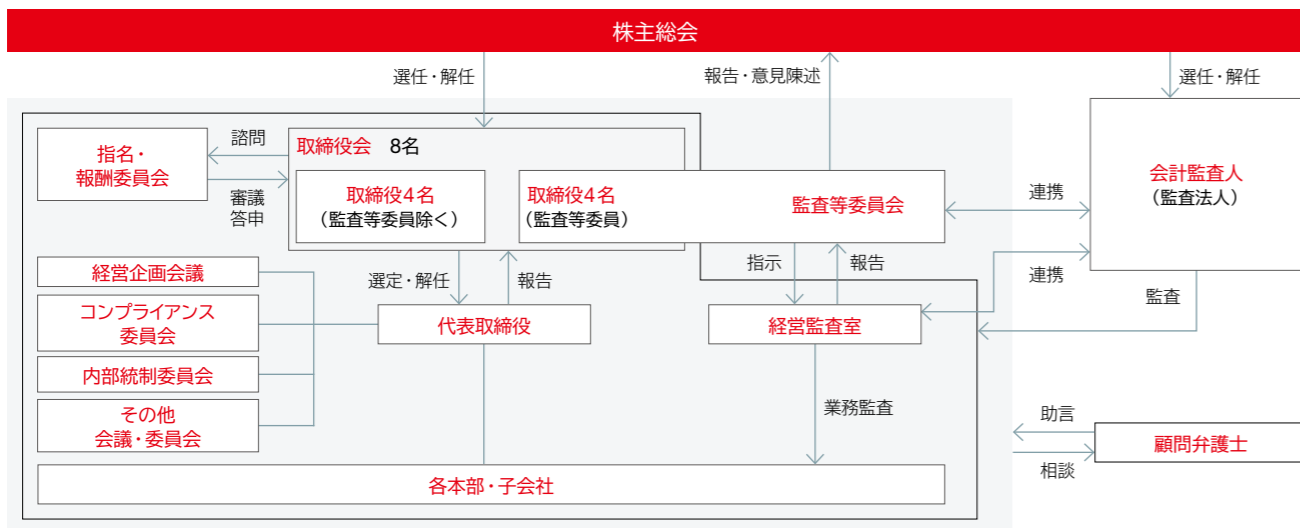 株主総会
選任・解任
報告・意見陳述
選任・解任
指名・
報酬委員会
諮問
審議
答申
取締役会 8名
取締役4名
（監査等委員除く）
取締役4名
（監査等委員）
監査等委員会
連携
会計監査人
（監査法人）
選定・解任
報告
指示
報告
連携
監査
経営企画会議
コンプライアンス
委員会
内部統制委員会
その他
会議・委員会
代表取締役
経営監査室
業務監査
助言
相談
顧問弁護士
各本部・子会社